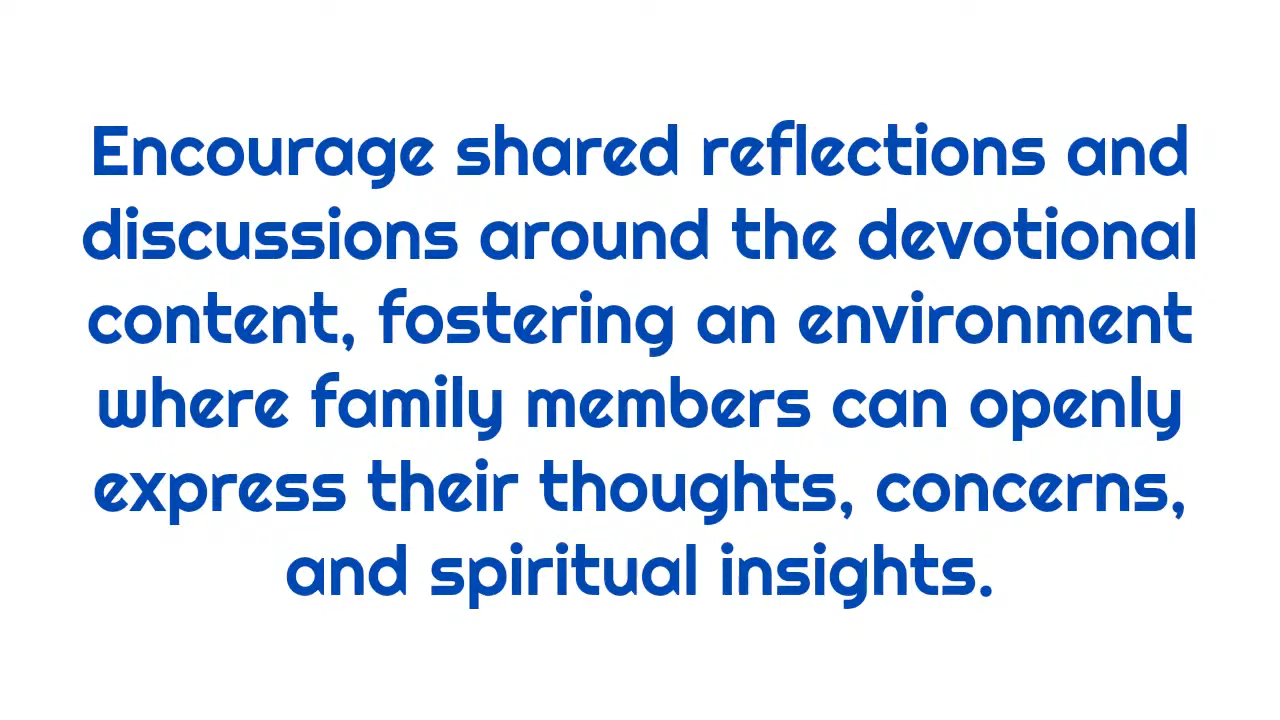 Encourage shared reflections and
discussions around the devotional
content, fostering an environment
where family members can openly
express their thoughts, concerns,
and spiritual insights.